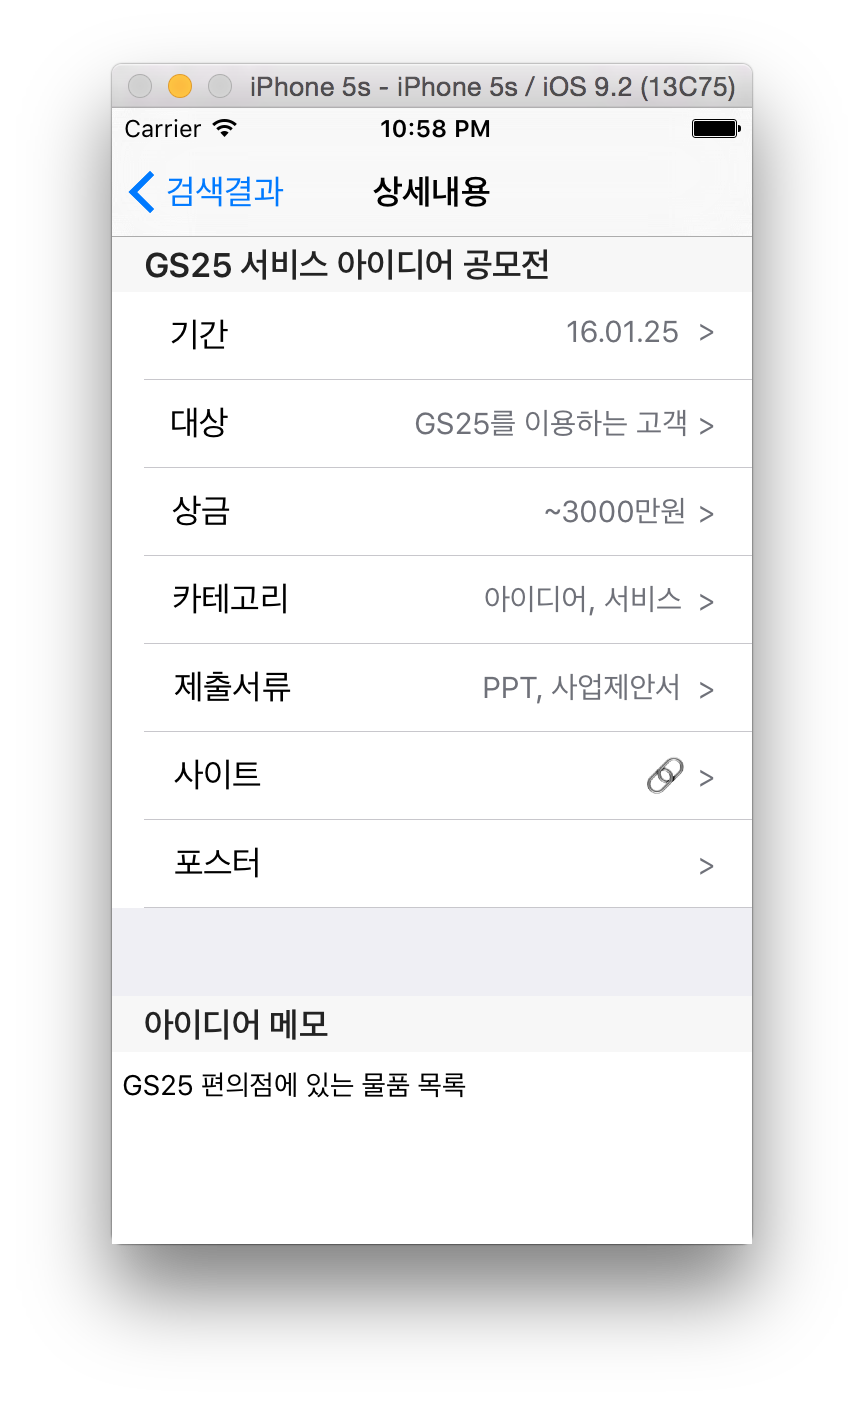 iPhone 5s - iPhone 5s / iOS 9.2 (13C75)
Carrier 10:58 PM
검색결과 상세내용
GS25 서비스 아이디어 공모전
기간 16.01.25 >
대상 GS25를 이용하는 고객 >
상금 ~3000만원 >
카테고리 아이디어, 서비스 >
제출서류 PPT, 사업제안서 >
사이트 >
포스터 >
아이디어 메모
GS25 편의점에 있는 물품 목록